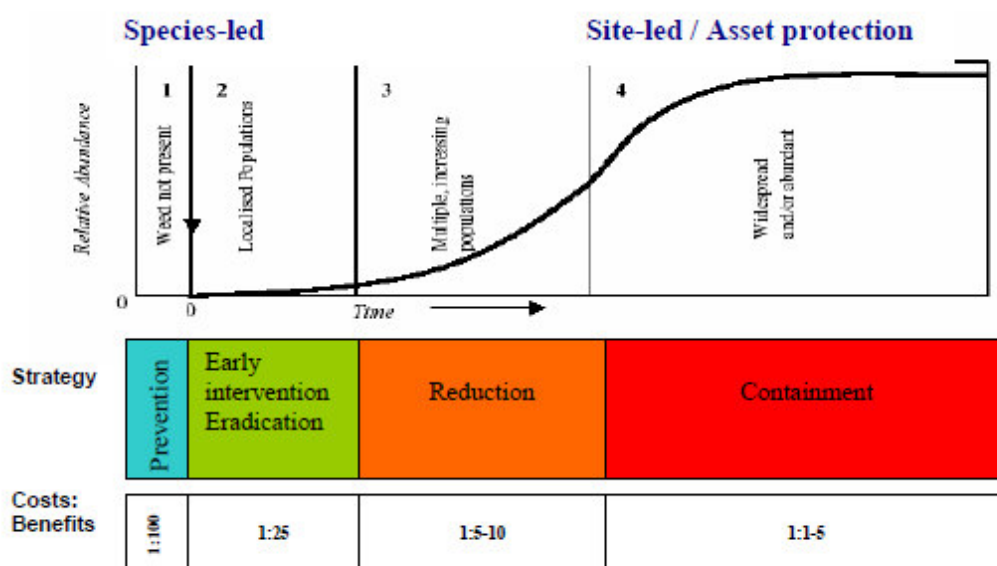 Species-led
Site-led / Asset protection
1
2
3
4
Relative Abundance
Weed not present
Localised Populations
Multiple, increasing
populations
Widespread
and/or abundant
0
0
Time
Strategy
Prevention
Early
intervention
Eradication
Reduction
Containment
Costs:
Benefits
1:100
1:25
1:5-10
1:1-5